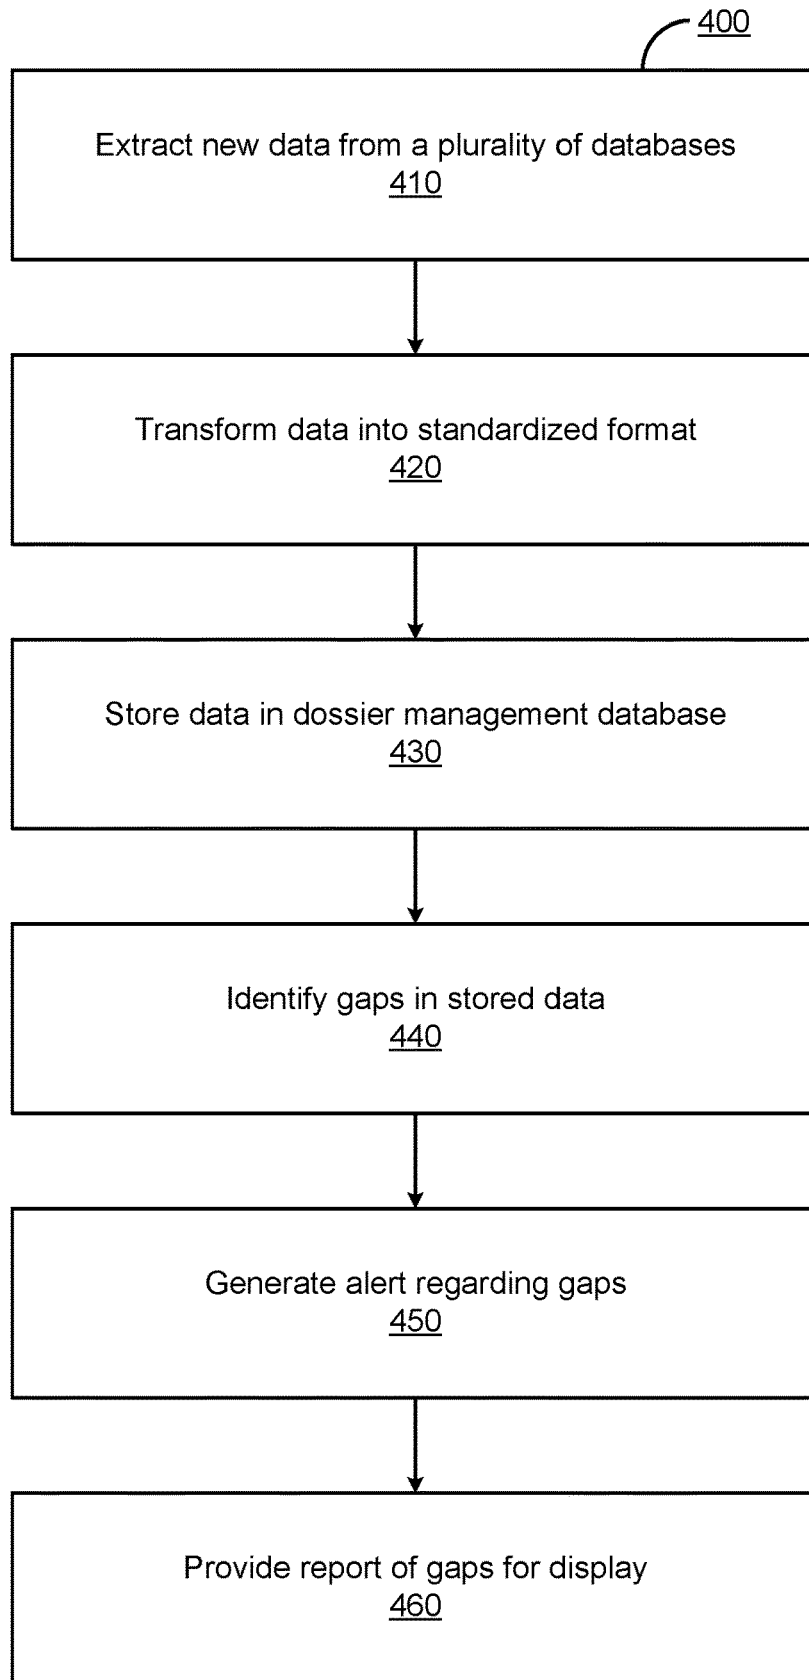 400
Extract new data from a plurality of databases
410
Transform data into standardized format
420
Store data in dossier management database
430
Identify gaps in stored data
440
Generate alert regarding gaps
450
Provide report of gaps for display
460